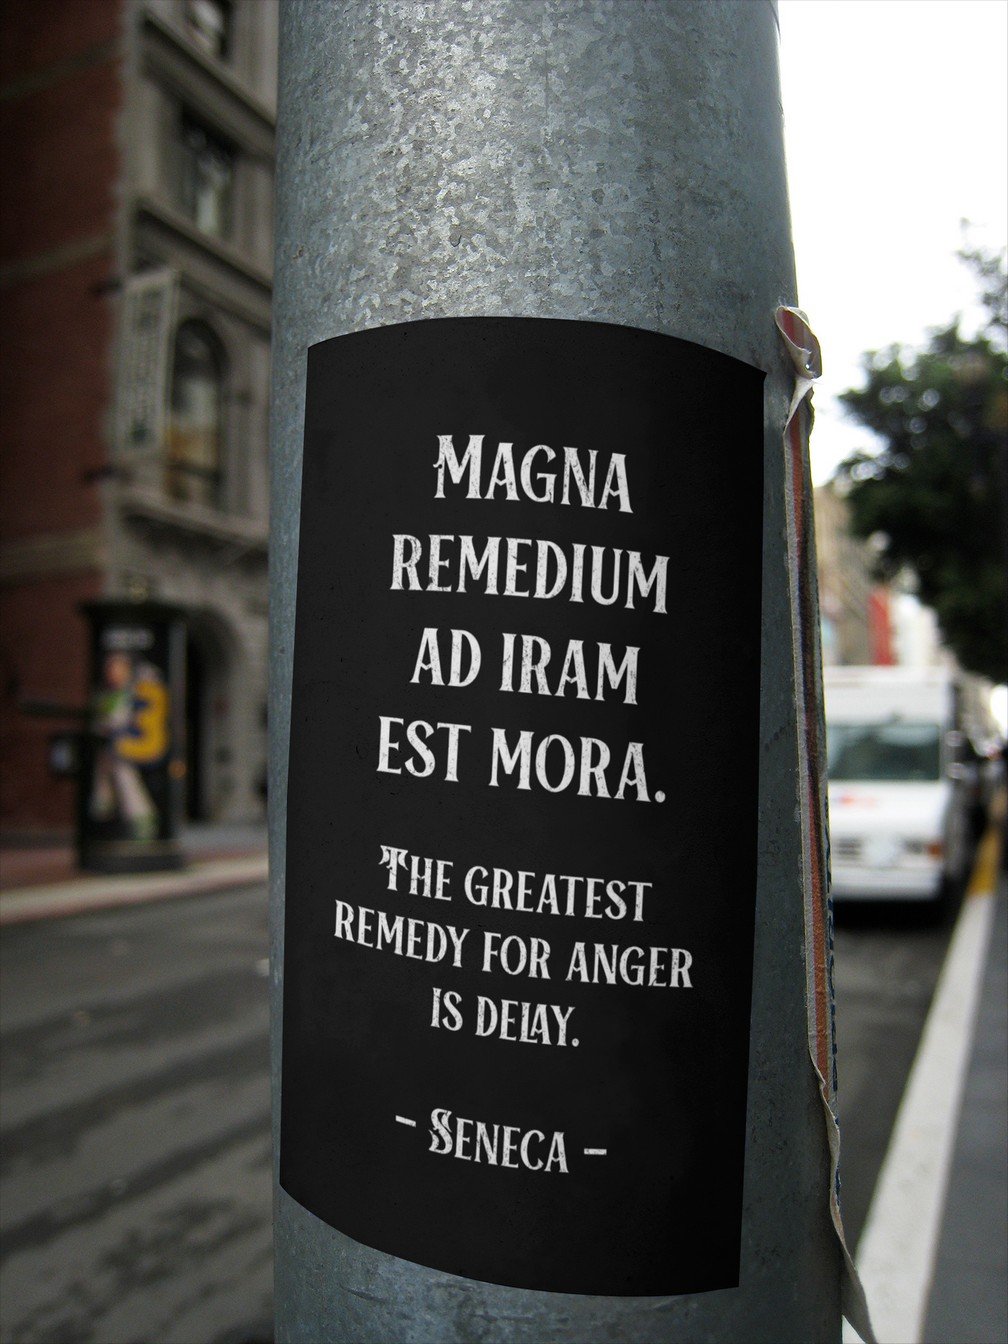 MAGNA
REMEDIUM
AD IRAM
EST MORA.
THE GREATEST
REMEDY FOR ANGER
IS DELAY.
- SENECA -